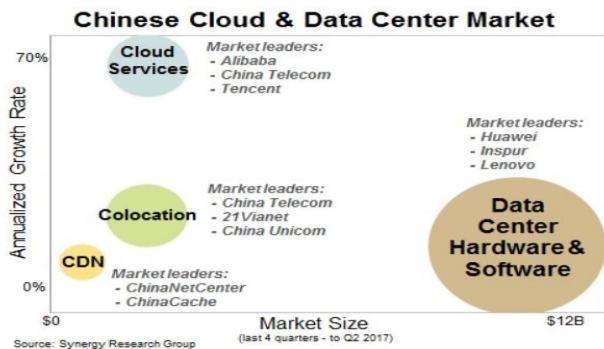 Chinese Cloud & Data Center Market
Annualized Growth Rate
70%
0%
Cloud
Services
Market leaders:
- Alibaba
- China Telecom
- Tencent
Market leaders:
- Huawei
- Inspur
- Lenovo
Colocation
Market leaders:
- China Telecom
- 21Vianet
- China Unicom
Data
Center
Hardware &
Software
CDN
Market leaders:
- ChinaNetCenter
- ChinaCache
$0
Market Size
$12B
(last 4 quarters - to Q2 2017)
Source: Synergy Research Group